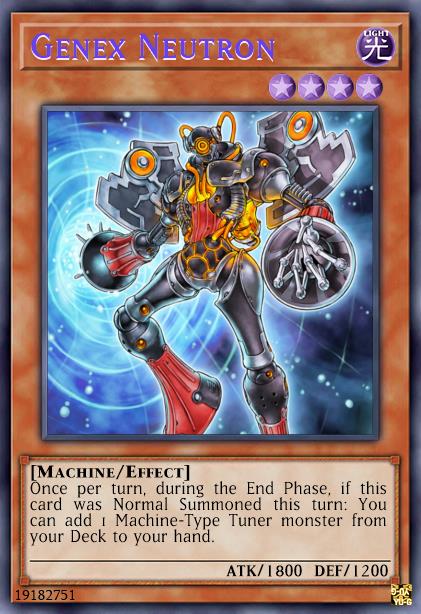 Genex Neutron
LIGHT
光
[Machine/Effect]
Once per turn, during the End Phase, if this
card was Normal Summoned this turn: You
can add 1 Machine-Type Tuner monster from
your Deck to your hand.
ATK/1800 DEF/1200
19182751